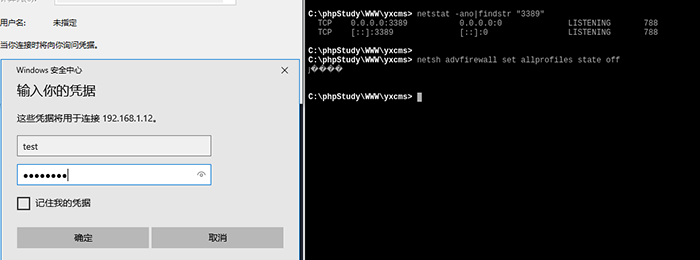 用户名: 未指定
当你连接时将向你询问凭据。
Windows 安全中心
输入你的凭据
这些凭据将用于连接 192.168.1.12。
test
●●●●●●●●
记住我的凭据
确定 取消
C:\phpStudy\WWW\yxcms> netstat -ano|findstr "3389"
TCP 0.0.0.0:3389 0.0.0.0:0 LISTENING 788
TCP [::]:3389 [::]:0 LISTENING 788
C:\phpStudy\WWW\yxcms>
C:\phpStudy\WWW\yxcms> netsh advfirewall set allprofiles state off
C:\phpStudy\WWW\yxcms>